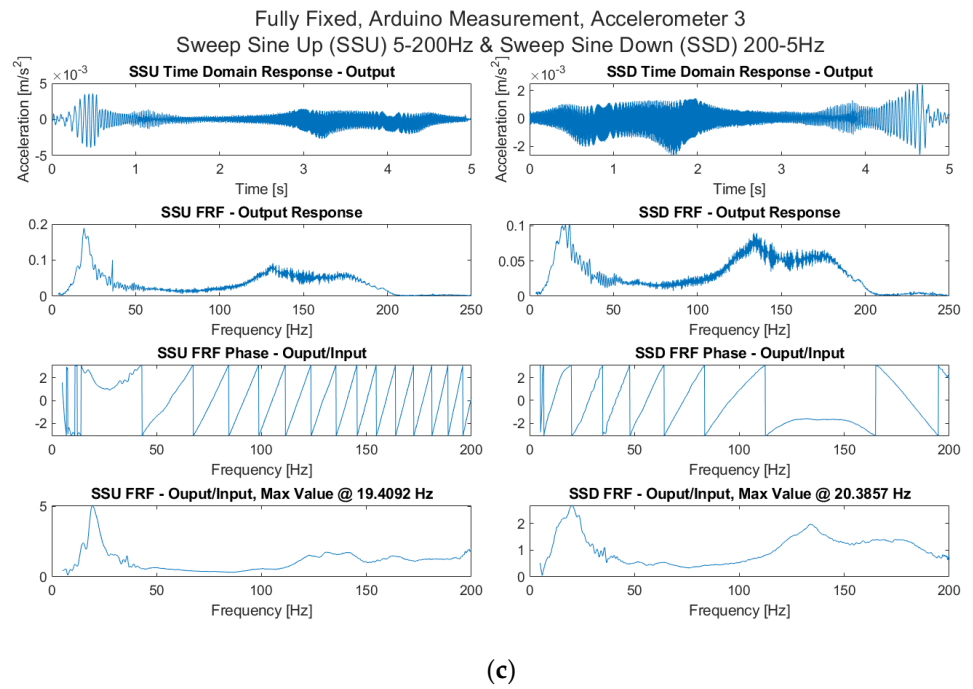 Fully Fixed, Arduino Measurement, Accelerometer 3
Sweep Sine Up (SSU) 5-200Hz & Sweep Sine Down (SSD) 200-5Hz
SSU Time Domain Response - Output
×10⁻³
Acceleration [m/s²]
5
0
-5
0 1 2 3 4 5
Time [s]
SSD Time Domain Response - Output
×10⁻³
Acceleration [m/s²]
2
0
-2
0 1 2 3 4 5
Time [s]
SSU FRF - Output Response
0.2
0.1
0
0 50 100 150 200 250
Frequency [Hz]
SSD FRF - Output Response
0.1
0.05
0
0 50 100 150 200 250
Frequency [Hz]
SSU FRF Phase - Ouput/Input
2
0
-2
0 50 100 150 200
Frequency [Hz]
SSD FRF Phase - Ouput/Input
2
0
-2
0 50 100 150 200
Frequency [Hz]
SSU FRF - Ouput/Input, Max Value @ 19.4092 Hz
5
0
0 50 100 150 200
Frequency [Hz]
SSD FRF - Ouput/Input, Max Value @ 20.3857 Hz
2
1
0
0 50 100 150 200
Frequency [Hz]
(c)